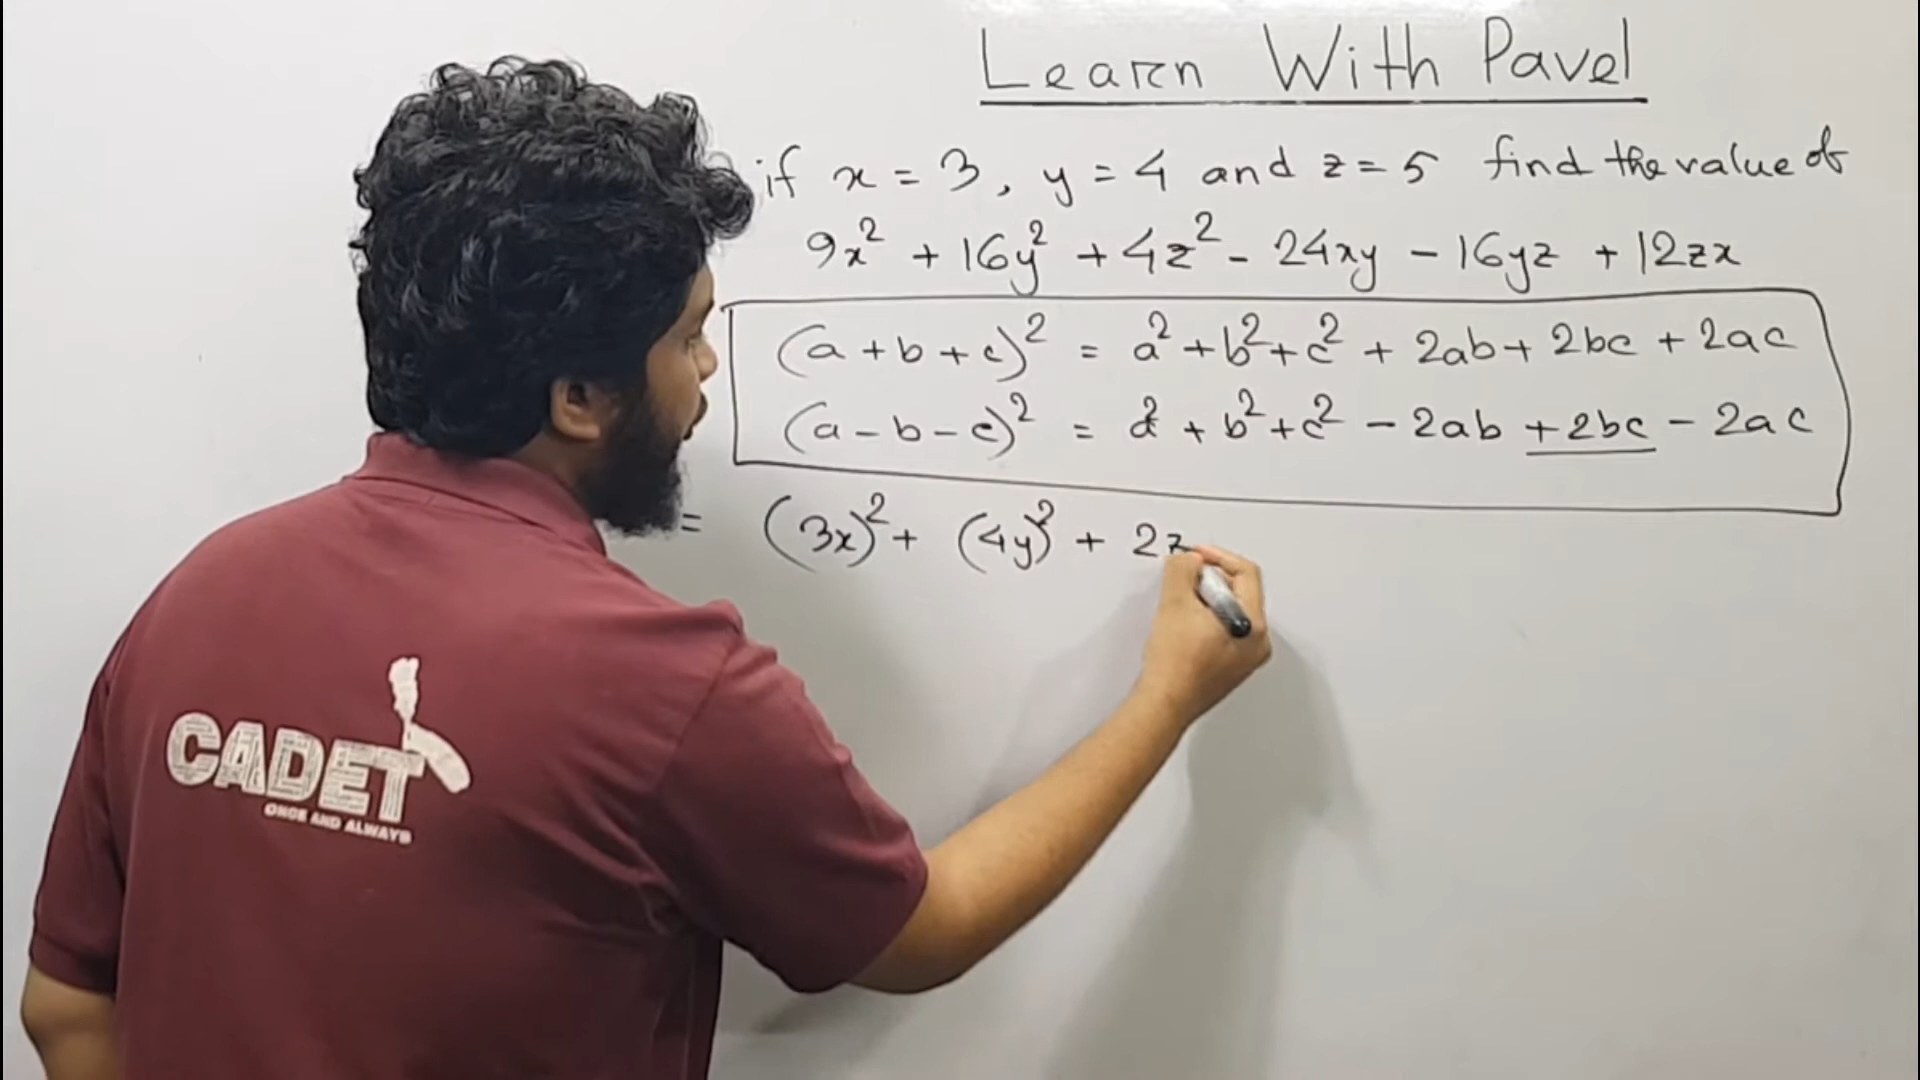 Learn With Pavel
if x = 3, y = 4 and z = 5 find the value of
9x² + 16y² + 4z² - 24xy - 16yz + 12zx
(a + b + c)² = a² + b² + c² + 2ab + 2bc + 2ac
(a - b - c)² = a² + b² + c² - 2ab + 2bc - 2ac
= (3x)² + (4y)² + 2z
CADET
ONCE AND ALWAYS